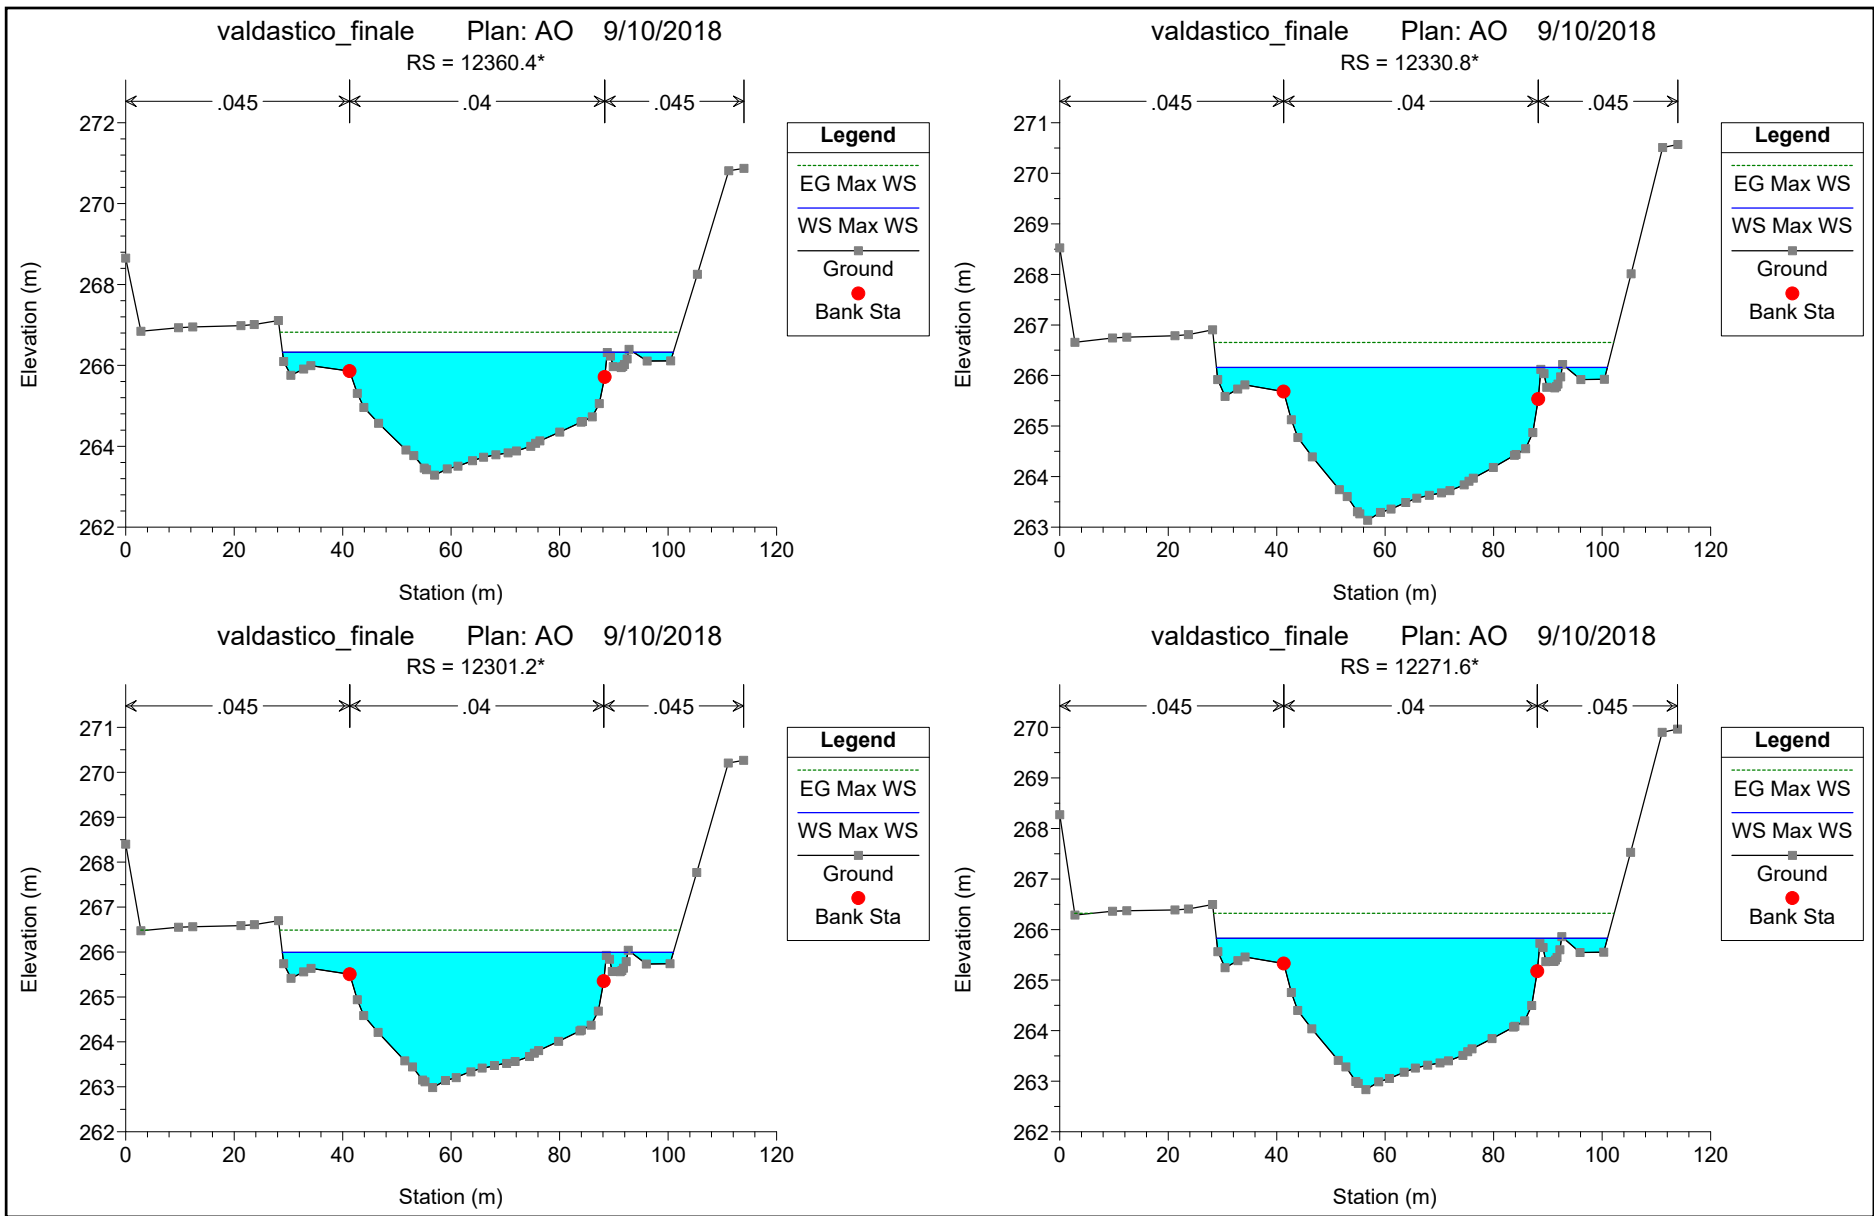 valdastico_finale Plan: AO 9/10/2018
RS = 12360.4*
.045 .04 .045
272
270
268
266
264
262
0 20 40 60 80 100 120
Elevation (m)
Station (m)
Legend
EG Max WS
WS Max WS
Ground
Bank Sta
valdastico_finale Plan: AO 9/10/2018
RS = 12330.8*
.045 .04 .045
271
270
269
268
267
266
265
264
263
0 20 40 60 80 100 120
Elevation (m)
Station (m)
Legend
EG Max WS
WS Max WS
Ground
Bank Sta
valdastico_finale Plan: AO 9/10/2018
RS = 12301.2*
.045 .04 .045
271
270
269
268
267
266
265
264
263
262
0 20 40 60 80 100 120
Elevation (m)
Station (m)
Legend
EG Max WS
WS Max WS
Ground
Bank Sta
valdastico_finale Plan: AO 9/10/2018
RS = 12271.6*
.045 .04 .045
270
269
268
267
266
265
264
263
262
0 20 40 60 80 100 120
Elevation (m)
Station (m)
Legend
EG Max WS
WS Max WS
Ground
Bank Sta